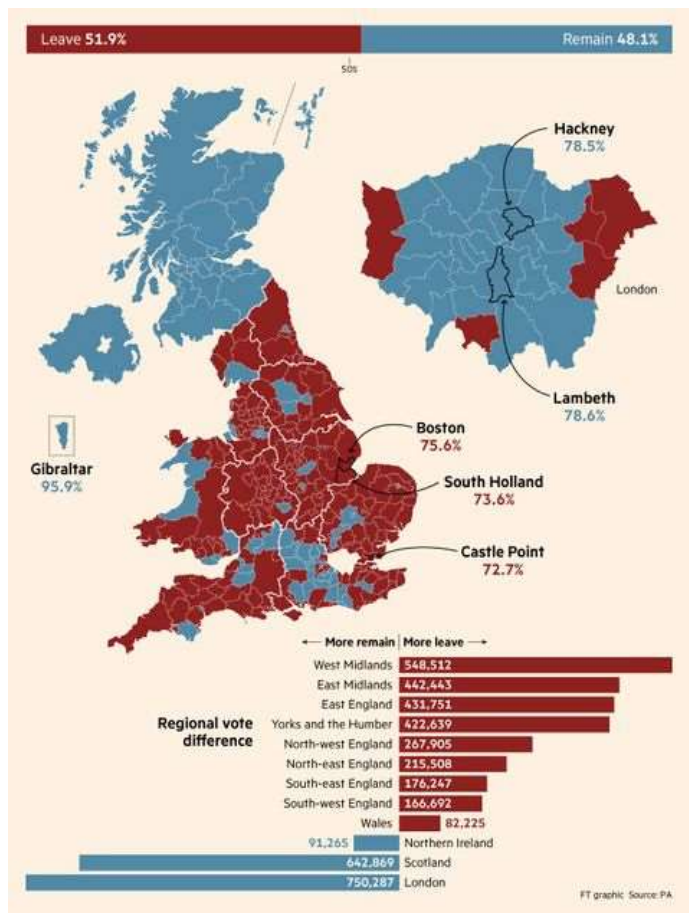 Leave 51.9% Remain 48.1%
Hackney
78.5%
London
Lambeth
78.6%
Boston
75.6%
South Holland
73.6%
Gibraltar
95.9%
Castle Point
72.7%
← More remain More leave →
Regional vote
difference
West Midlands 548,512
East Midlands 442,443
East England 431,751
Yorks and the Humber 422,639
North-west England 267,905
North-east England 215,508
South-east England 176,247
South-west England 166,692
Wales 82,225
91,265 Northern Ireland
642,869 Scotland
750,287 London
FT graphic Source: PA